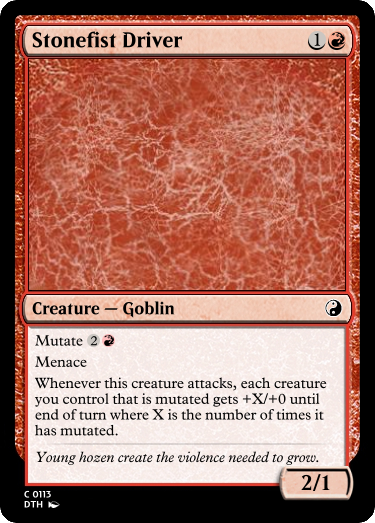 Stonefist Driver 1
Creature — Goblin
Mutate 2
Menace
Whenever this creature attacks, each creature
you control that is mutated gets +X/+0 until
end of turn where X is the number of times it
has mutated.
Young hozen create the violence needed to grow.
2/1
C 0113
DTH